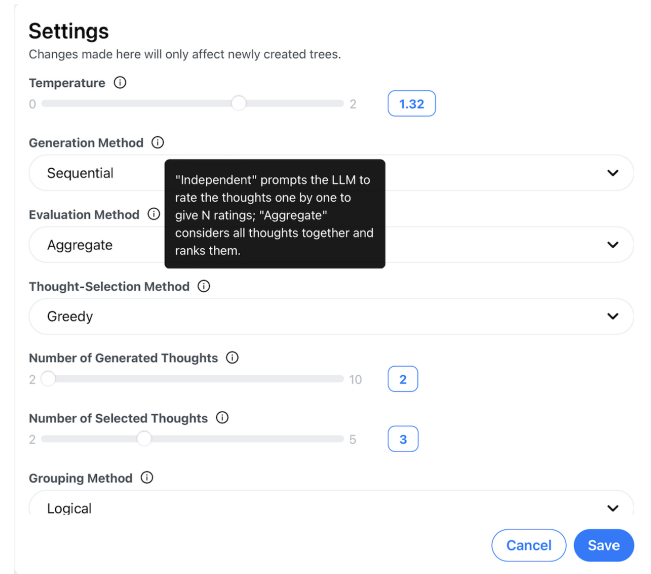 Settings
Changes made here will only affect newly created trees.
Temperature
0 2 1.32
Generation Method
Sequential
"Independent" prompts the LLM to
rate the thoughts one by one to
give N ratings; "Aggregate"
considers all thoughts together and
ranks them.
Evaluation Method
Aggregate
Thought-Selection Method
Greedy
Number of Generated Thoughts
2 10 2
Number of Selected Thoughts
2 5 3
Grouping Method
Logical
Cancel Save